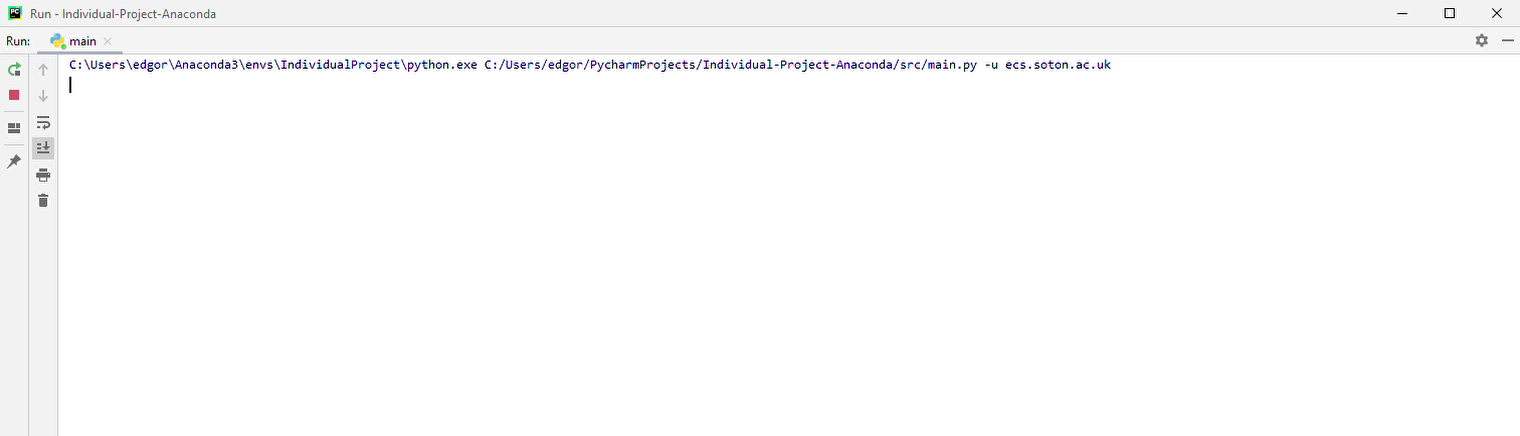 PC Run - Individual-Project-Anaconda
Run: main
C:\Users\edgor\Anaconda3\envs\IndividualProject\python.exe C:/Users/edgor/PycharmProjects/Individual-Project-Anaconda/src/main.py -u ecs.soton.ac.uk